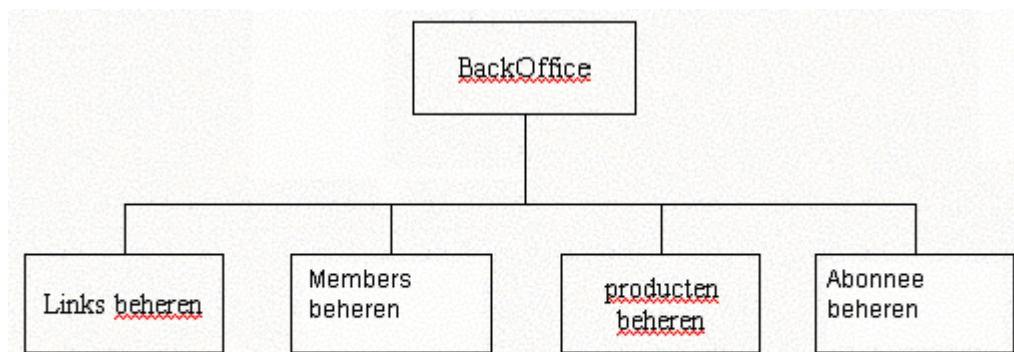 BackOffice
Links beheren
Members
beheren
producten
beheren
Abonnee
beheren